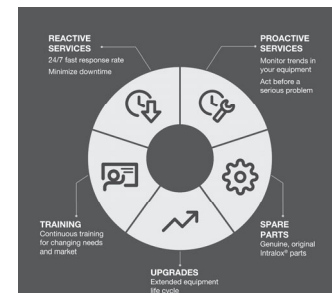 REACTIVE
SERVICES
24/7 fast response rate
Minimize downtime
PROACTIVE
SERVICES
Monitor trends in
your equipment
Act before a
serious problem
TRAINING
Continuous training
for changing needs
and market
SPARE
PARTS
Genuine, original
Intralox® parts
UPGRADES
Extended equipment
life cycle